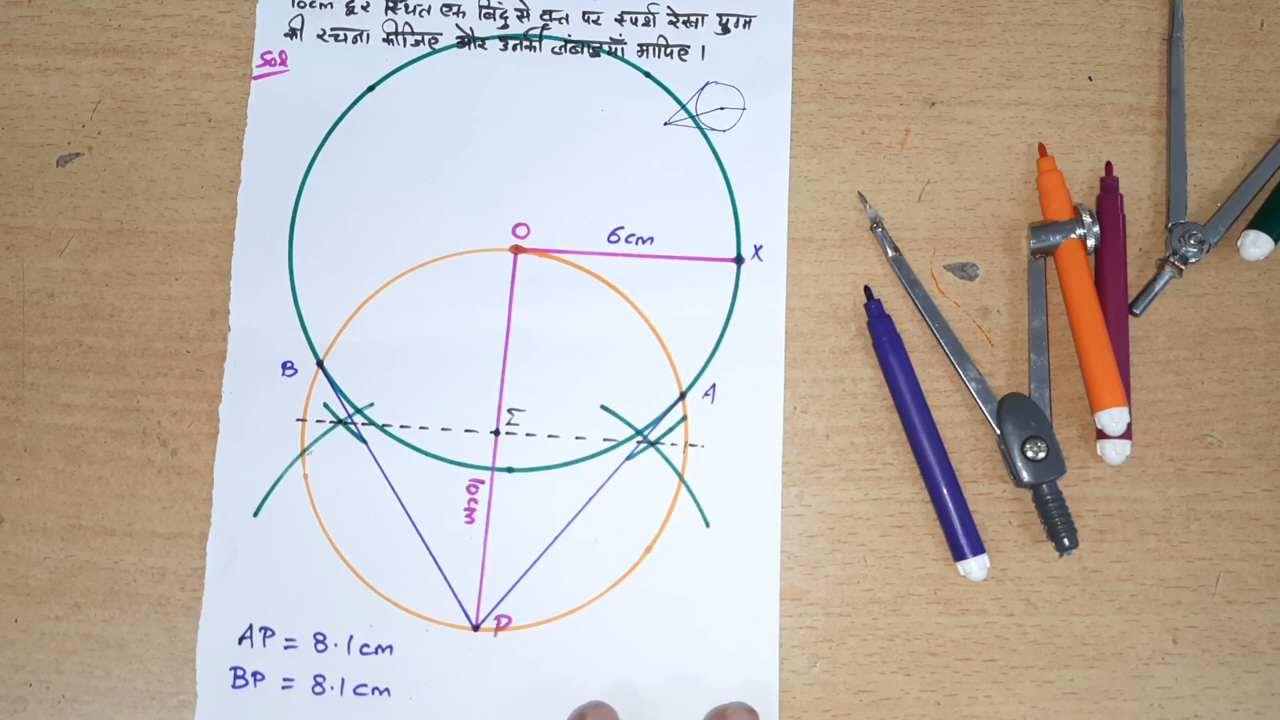 10cm दूर स्थित एक बिंदु से वृत्त पर स्पर्श रेखा युग्म
की रचना कीजिए और उनकी लंबाइयाँ मापिए।
Sol
O
6cm
X
B
A
Σ
10cm
P
AP = 8.1cm
BP = 8.1cm